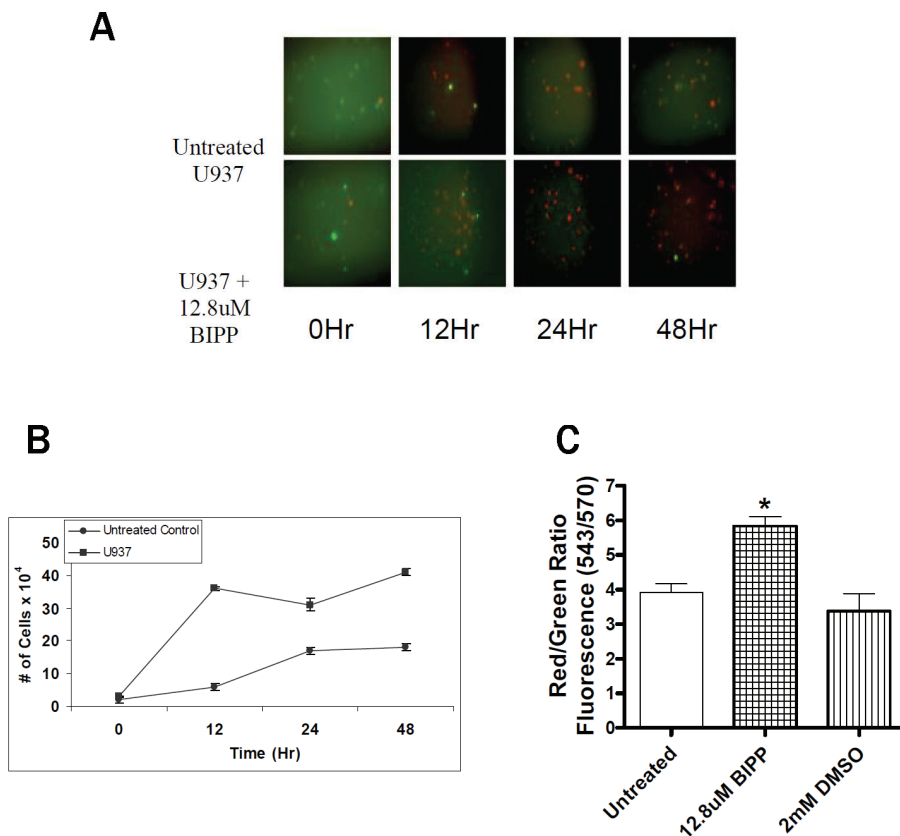 A
Untreated
U937
U937 +
12.8uM
BIPP
0Hr
12Hr
24Hr
48Hr
B
Untreated Control
U937
# of Cells x 10⁴
50
40
30
20
10
0
0
12
24
48
Time (Hr)
C
Red/Green Ratio
Fluorescence (543/570)
7
6
5
4
3
2
1
0
*
Untreated
12.8uM BIPP
2mM DMSO